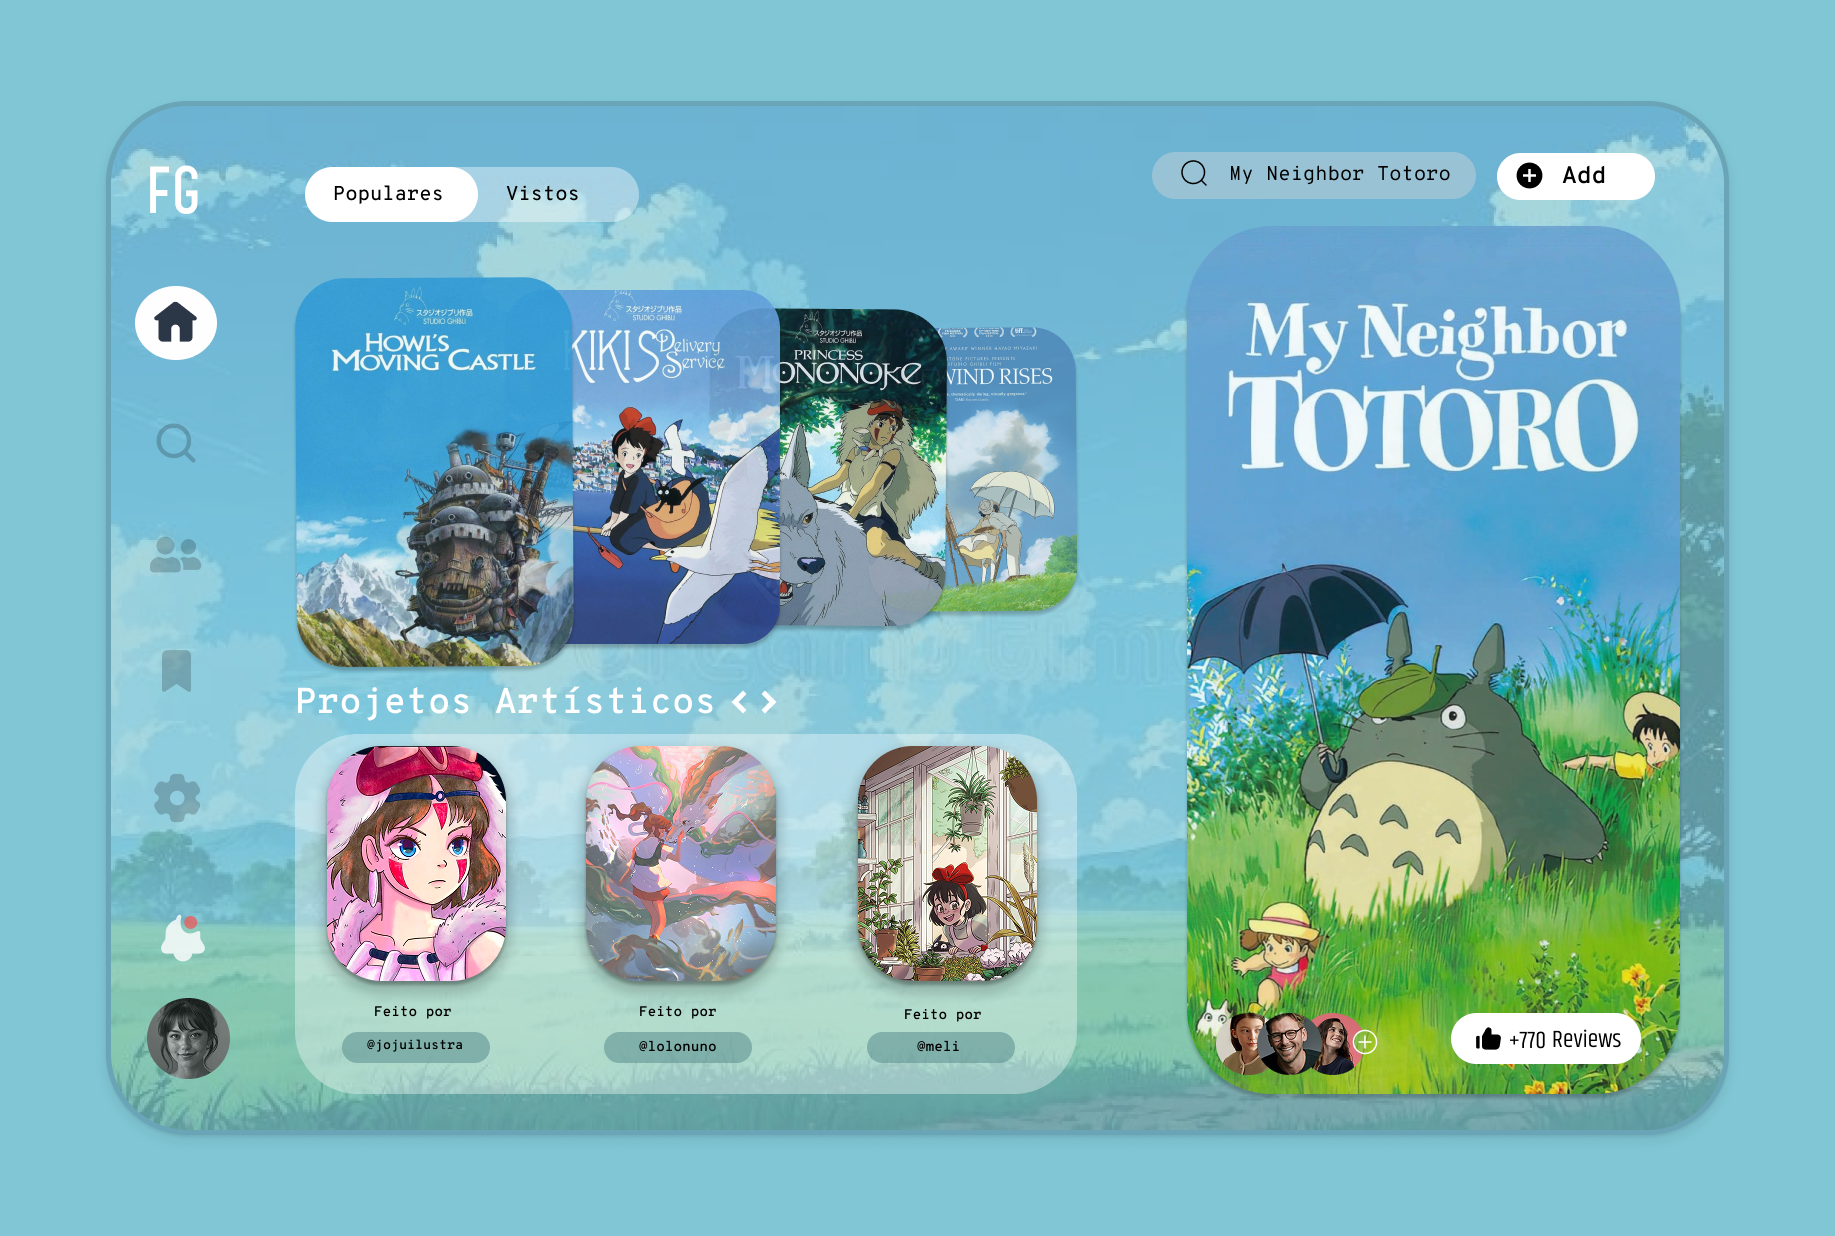 FG
Populares
Vistos
My Neighbor Totoro
Add
スタジオジブリ作品
STUDIO GHIBLI
HOWL'S
MOVING CASTLE
スタジオジブリ作品
STUDIO GHIBLI
KIKI'S Delivery
Service
スタジオジブリ作品
STUDIO GHIBLI
PRINCESS
MONONOKE
WIND RISES
My Neighbor
TOTORO
Projetos Artísticos
Feito por
@jojuilustra
Feito por
@lolonuno
Feito por
@meli
+770 Reviews